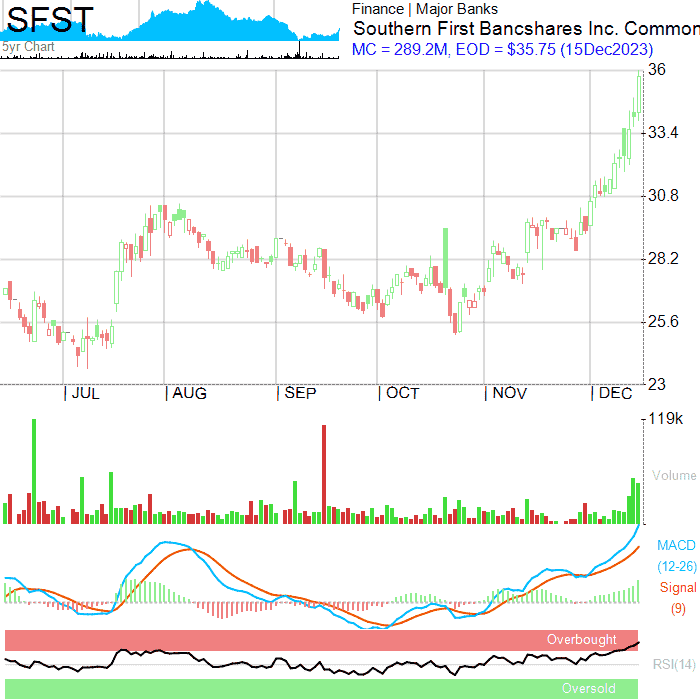 SFST
5yr Chart
Finance | Major Banks
Southern First Bancshares Inc. Common
MC = 289.2M, EOD = $35.75 (15Dec2023)
36
33.4
30.8
28.2
25.6
23
| JUL
| AUG
| SEP
| OCT
| NOV
| DEC
119k
Volume
MACD
(12-26)
Signal
(9)
Overbought
RSI(14)
Oversold